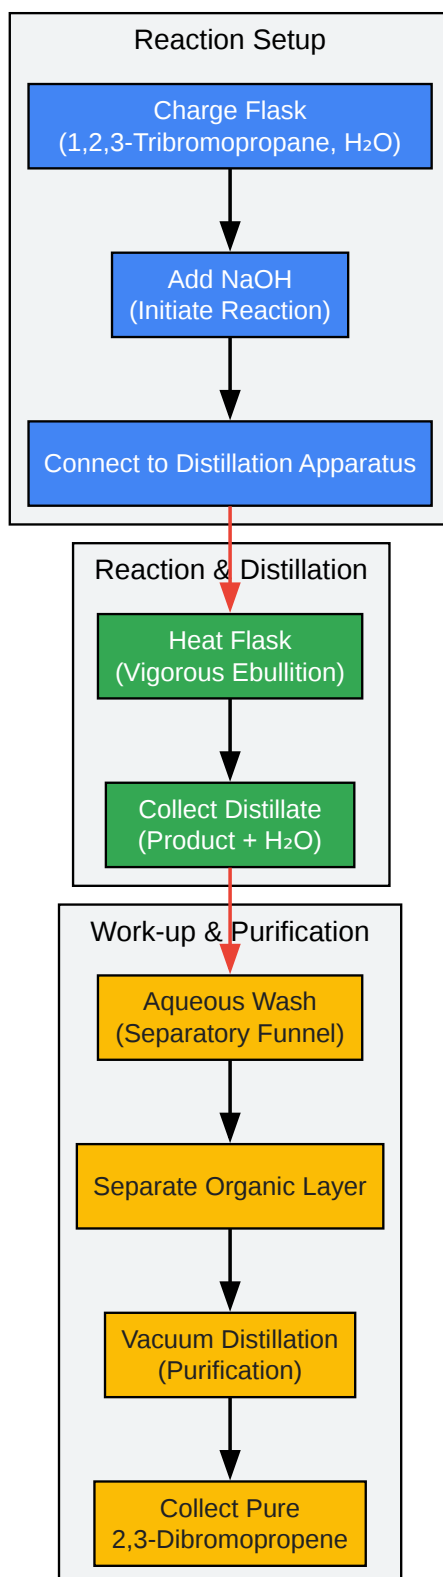 Reaction Setup
Charge Flask
(1,2,3-Tribromopropane, H₂O)
Add NaOH
(Initiate Reaction)
Connect to Distillation Apparatus
Reaction & Distillation
Heat Flask
(Vigorous Ebullition)
Collect Distillate
(Product + H₂O)
Work-up & Purification
Aqueous Wash
(Separatory Funnel)
Separate Organic Layer
Vacuum Distillation
(Purification)
Collect Pure
2,3-Dibromopropene